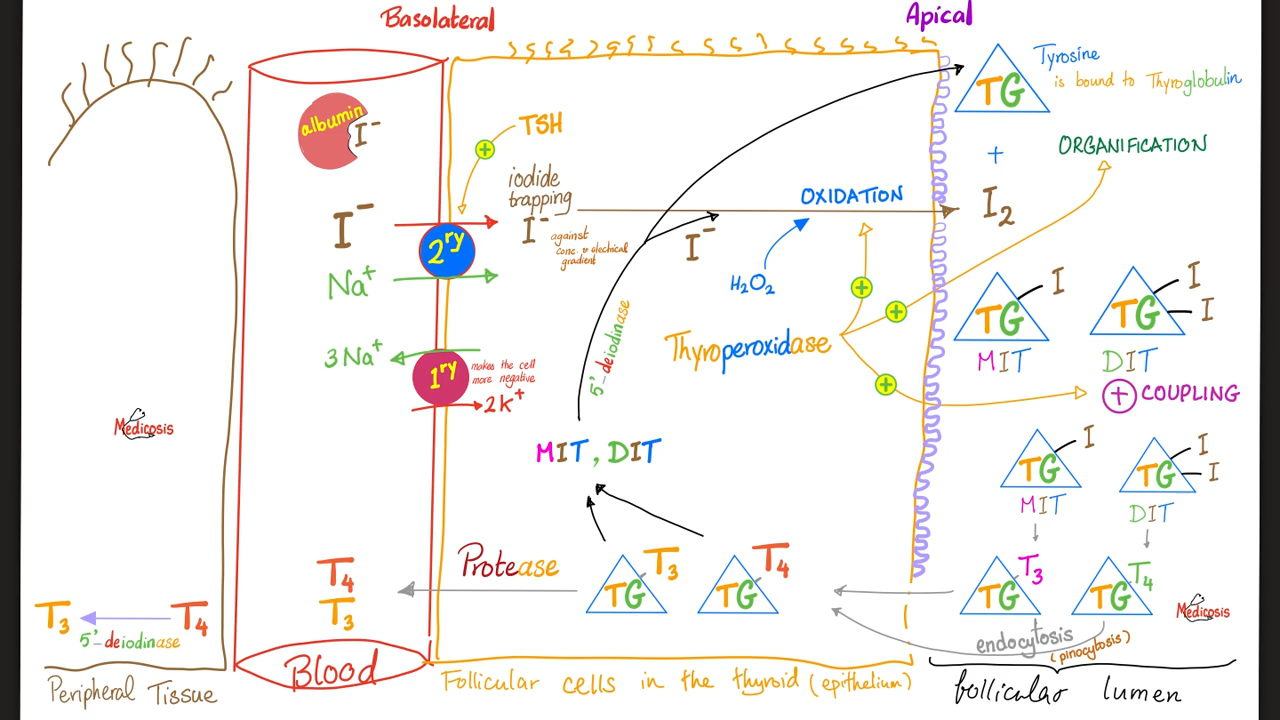 Basolateral
Apical
albumin
I⁻
TSH
+
I⁻
Na⁺
2ry
iodide
trapping
I⁻
against
conc. or electrical
gradient
3 Na⁺
1ry
makes the cell
more negative
2K⁺
OXIDATION
I⁻
H₂O₂
5'-deiodinase
Thyroperoxidase
+
+
+
MIT, DIT
TG
Tyrosine
is bound to Thyroglobulin
+
ORGANIFICATION
I₂
TG
I
MIT
TG
I
I
DIT
+ COUPLING
TG
I
MIT
TG
I
I
DIT
TG
T₃
TG
T₄
endocytosis
(pinocytosis)
Medicosis
follicular lumen
TG
T₃
TG
T₄
Protease
T₄
T₃
Blood
Follicular cells in the thyroid (epithelium)
Medicosis
T₃
T₄
5'-deiodinase
Peripheral Tissue